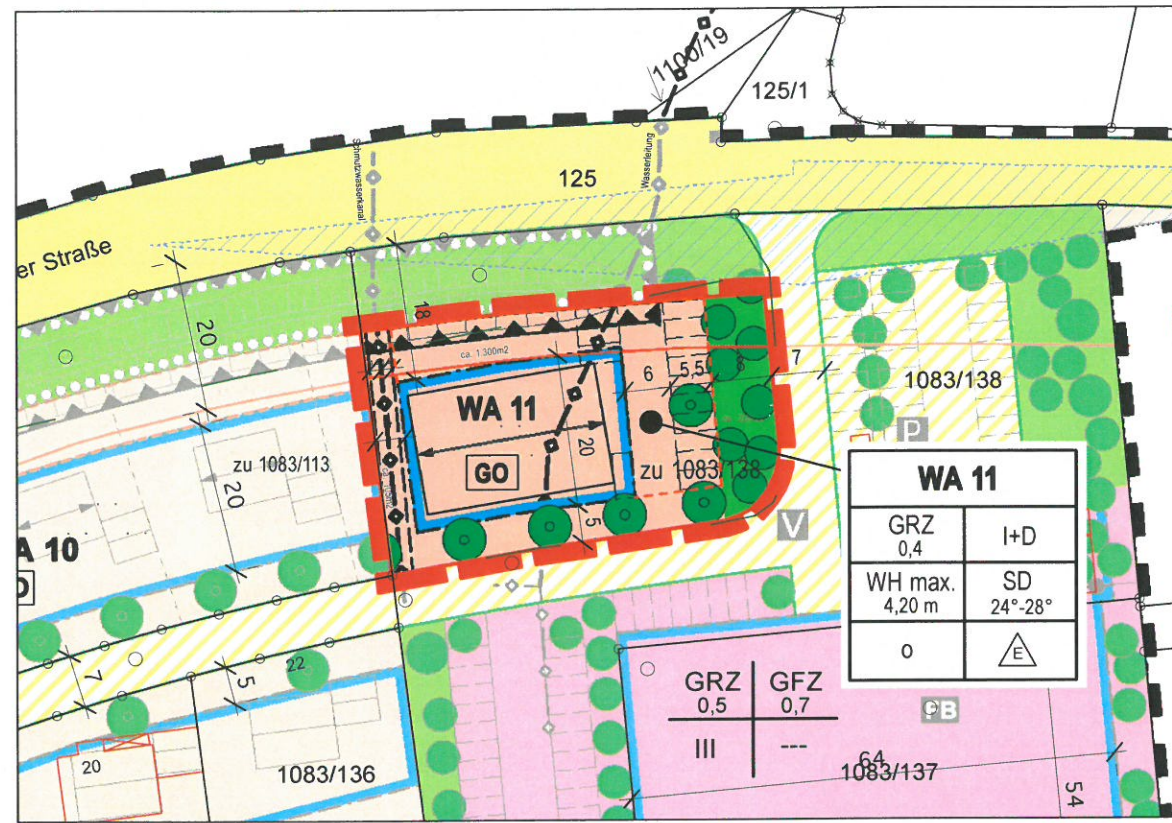 1100/19
125/1
Schmutzwasserkanal
Wasserleitung
125
er Straße
20
18
ca. 1.300m2
7
6
5,5
1083/138
WA 11
P
20
GO
zu 1083/113
zu 1083/138
20
5
V
A 10
WA 11
GRZ
0,4
I+D
WH max.
4,20 m
SD
24°-28°
o
E
7
5
22
GRZ
0,5
GFZ
0,7
III
---
20
1083/136
64
1083/137
54